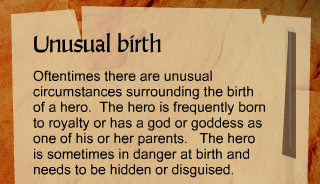 Unusual birth
Oftentimes there are unusual
circumstances surrounding the birth
of a hero.  The hero is frequently born
to royalty or has a god or goddess as
one of his or her parents.   The hero
is sometimes in danger at birth and
needs to be hidden or disguised.